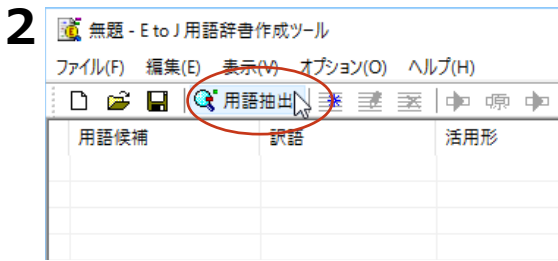 2
無題 - E to J 用語辞書作成ツール
ファイル(F) 編集(E) 表示(V) オプション(O) ヘルプ(H)
用語抽出 原
用語候補 訳語 活用形